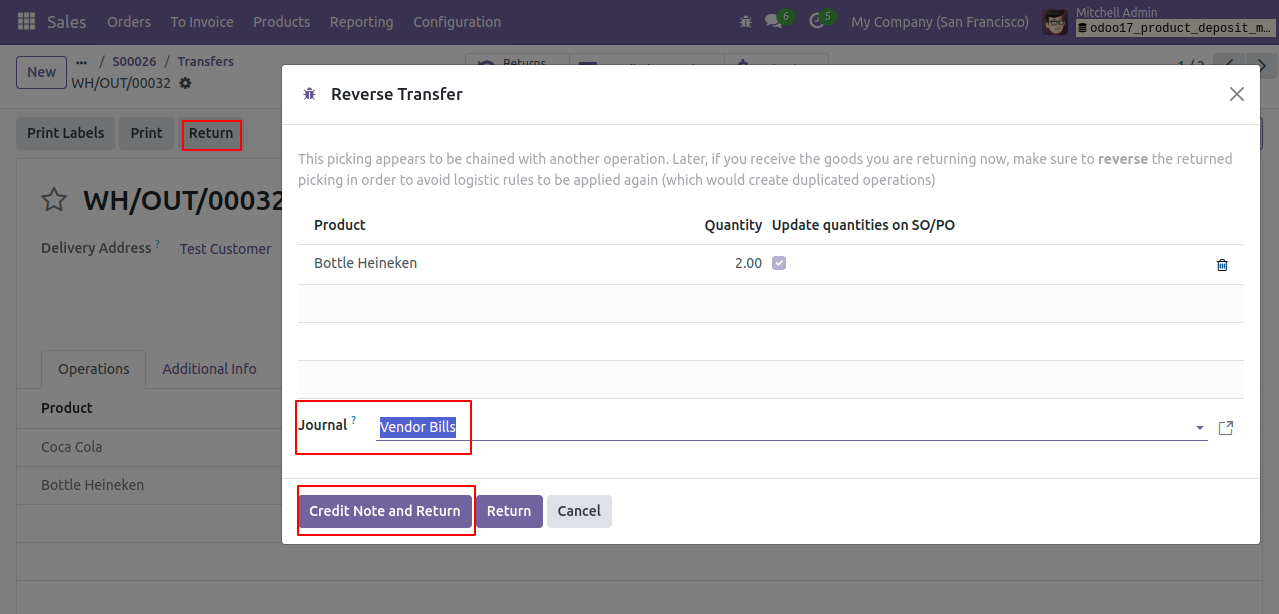 Sales Orders To Invoice Products Reporting Configuration 6 5 My Company (San Francisco) Mitchell Admin
odoo17_product_deposit_m...
New ... / S00026 / Transfers
WH/OUT/00032
Returns
Print Labels Print Return
WH/OUT/00032
Delivery Address ? Test Customer
Operations Additional Info
Product
Coca Cola
Bottle Heineken
Reverse Transfer
This picking appears to be chained with another operation. Later, if you receive the goods you are returning now, make sure to reverse the returned
picking in order to avoid logistic rules to be applied again (which would create duplicated operations)
Product Quantity Update quantities on SO/PO
Bottle Heineken 2.00
Journal ? Vendor Bills
Credit Note and Return Return Cancel